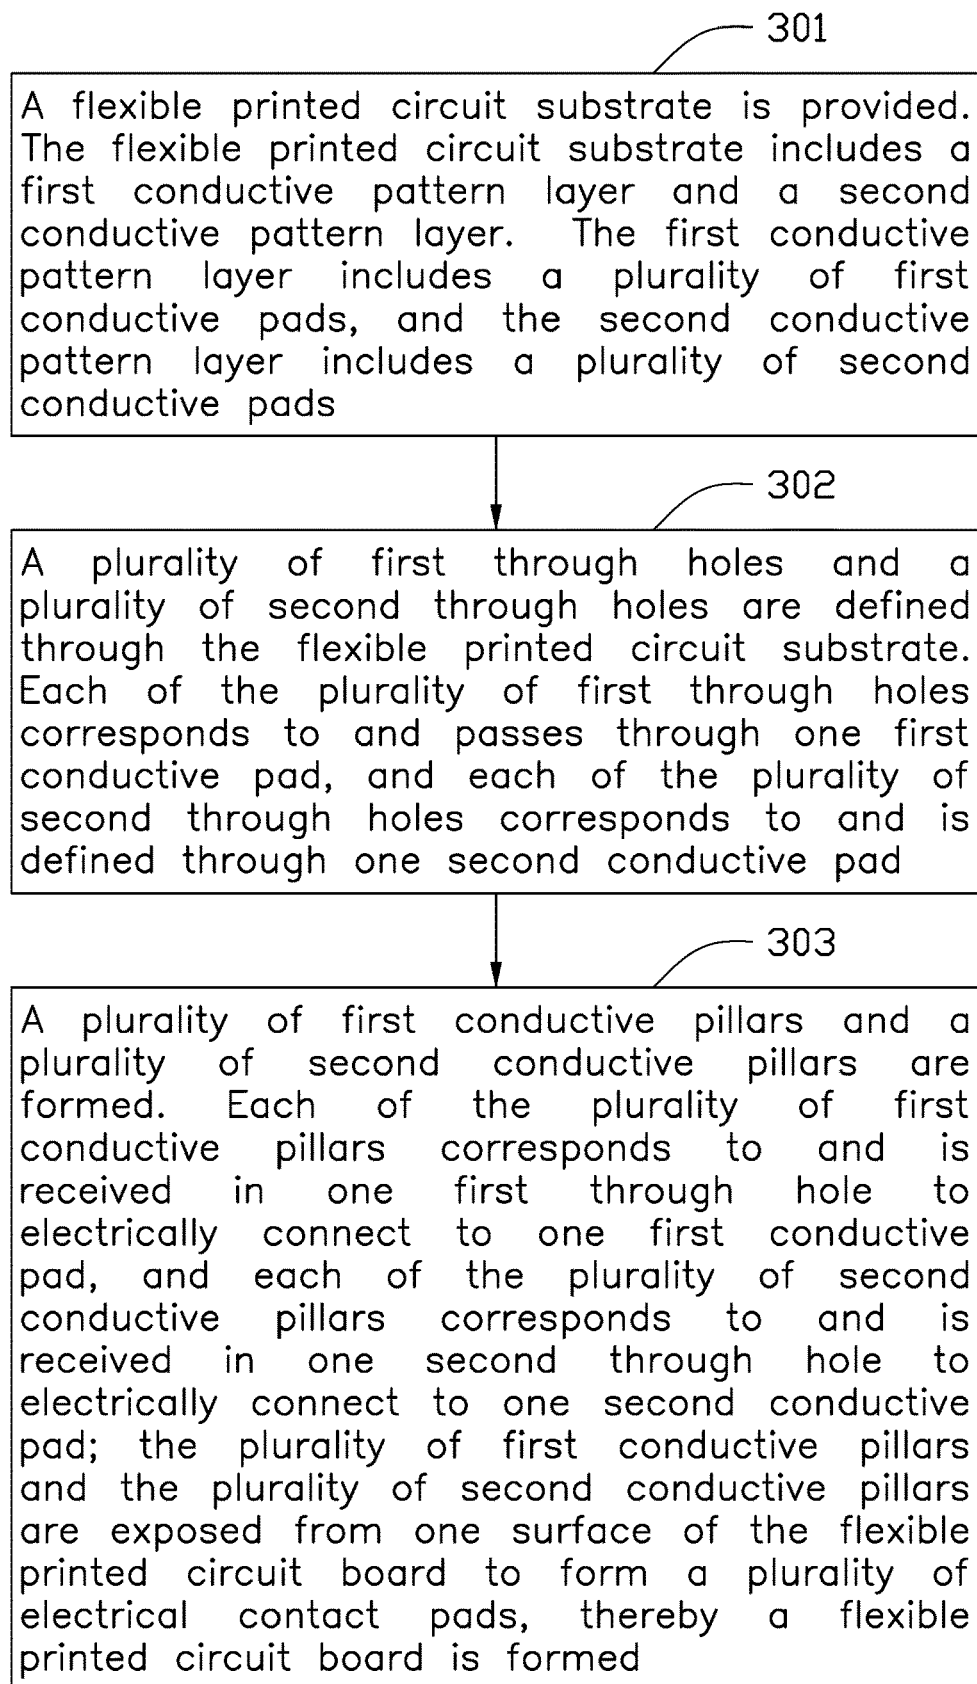 301
A flexible printed circuit substrate is provided.
The flexible printed circuit substrate includes a
first conductive pattern layer and a second
conductive pattern layer. The first conductive
pattern layer includes a plurality of first
conductive pads, and the second conductive
pattern layer includes a plurality of second
conductive pads
302
A plurality of first through holes and a
plurality of second through holes are defined
through the flexible printed circuit substrate.
Each of the plurality of first through holes
corresponds to and passes through one first
conductive pad, and each of the plurality of
second through holes corresponds to and is
defined through one second conductive pad
303
A plurality of first conductive pillars and a
plurality of second conductive pillars are
formed. Each of the plurality of first
conductive pillars corresponds to and is
received in one first through hole to
electrically connect to one first conductive
pad, and each of the plurality of second
conductive pillars corresponds to and is
received in one second through hole to
electrically connect to one second conductive
pad; the plurality of first conductive pillars
and the plurality of second conductive pillars
are exposed from one surface of the flexible
printed circuit board to form a plurality of
electrical contact pads, thereby a flexible
printed circuit board is formed